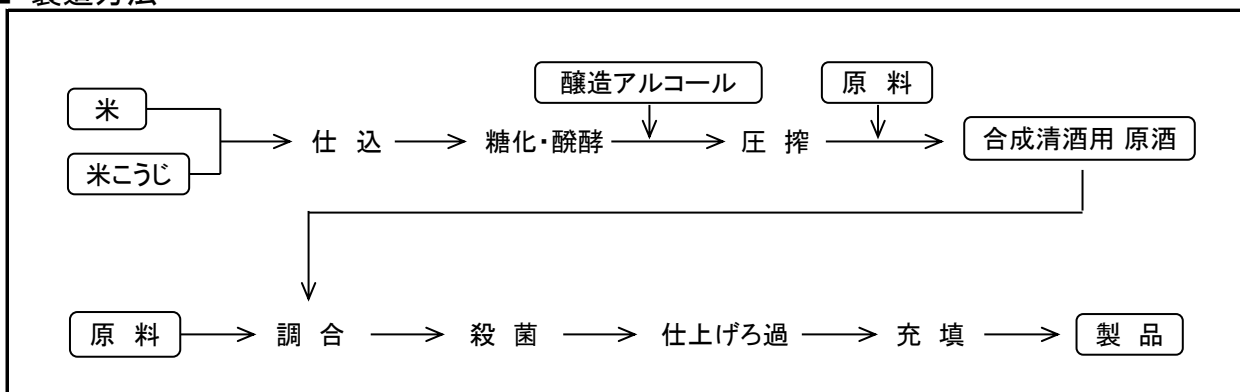 ■ 製造方法
醸造アルコール
原 料
米
米こうじ
仕 込
糖化・醗酵
圧 搾
合成清酒用 原酒
原 料
調 合
殺 菌
仕上げろ過
充 填
製 品